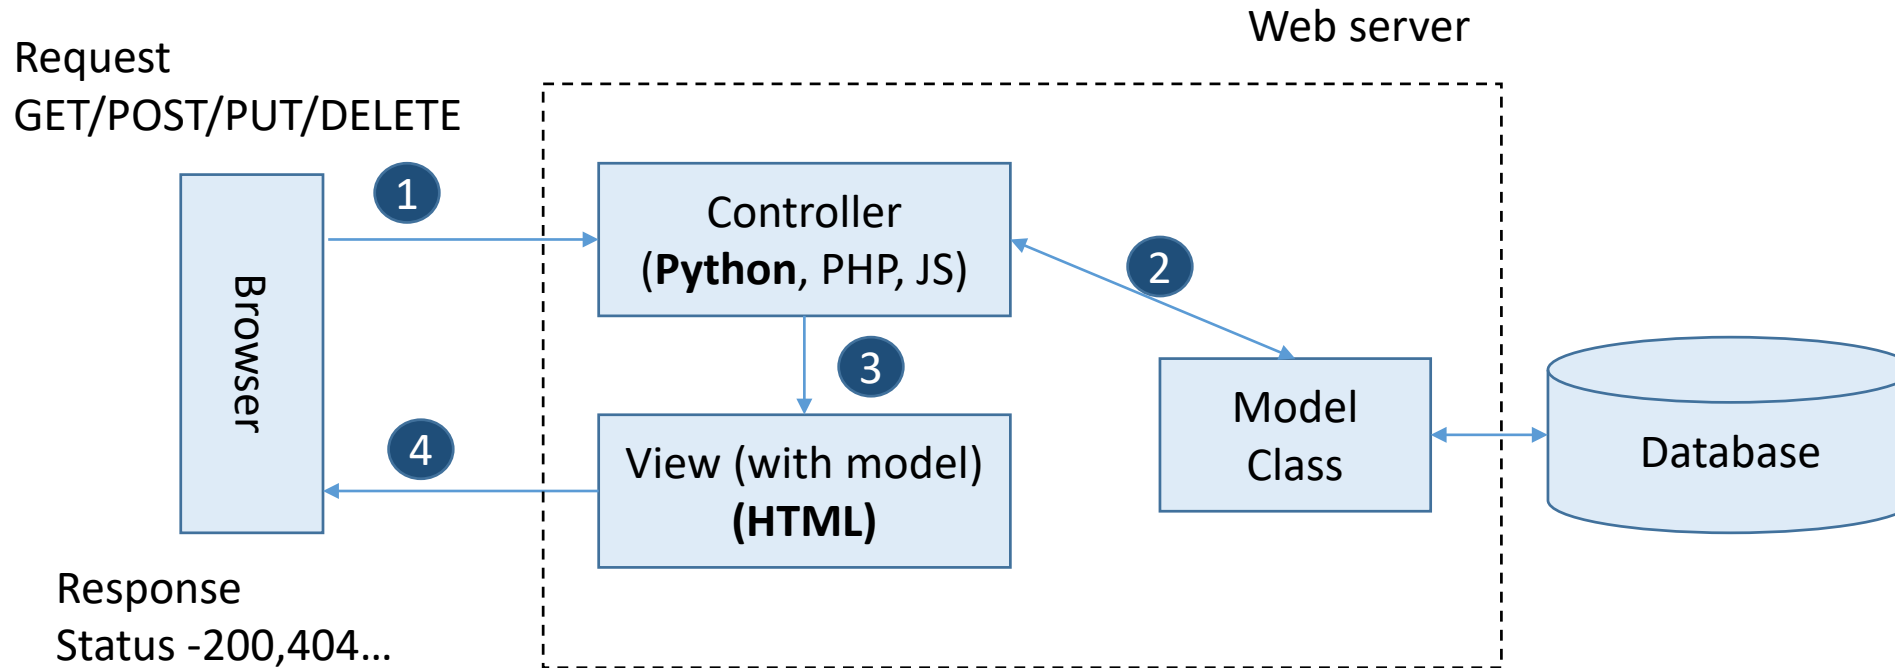 Web server
Request
GET/POST/PUT/DELETE
1
Controller
(Python, PHP, JS)
2
Browser
3
Model
Class
Database
4
View (with model)
(HTML)
Response
Status -200,404...